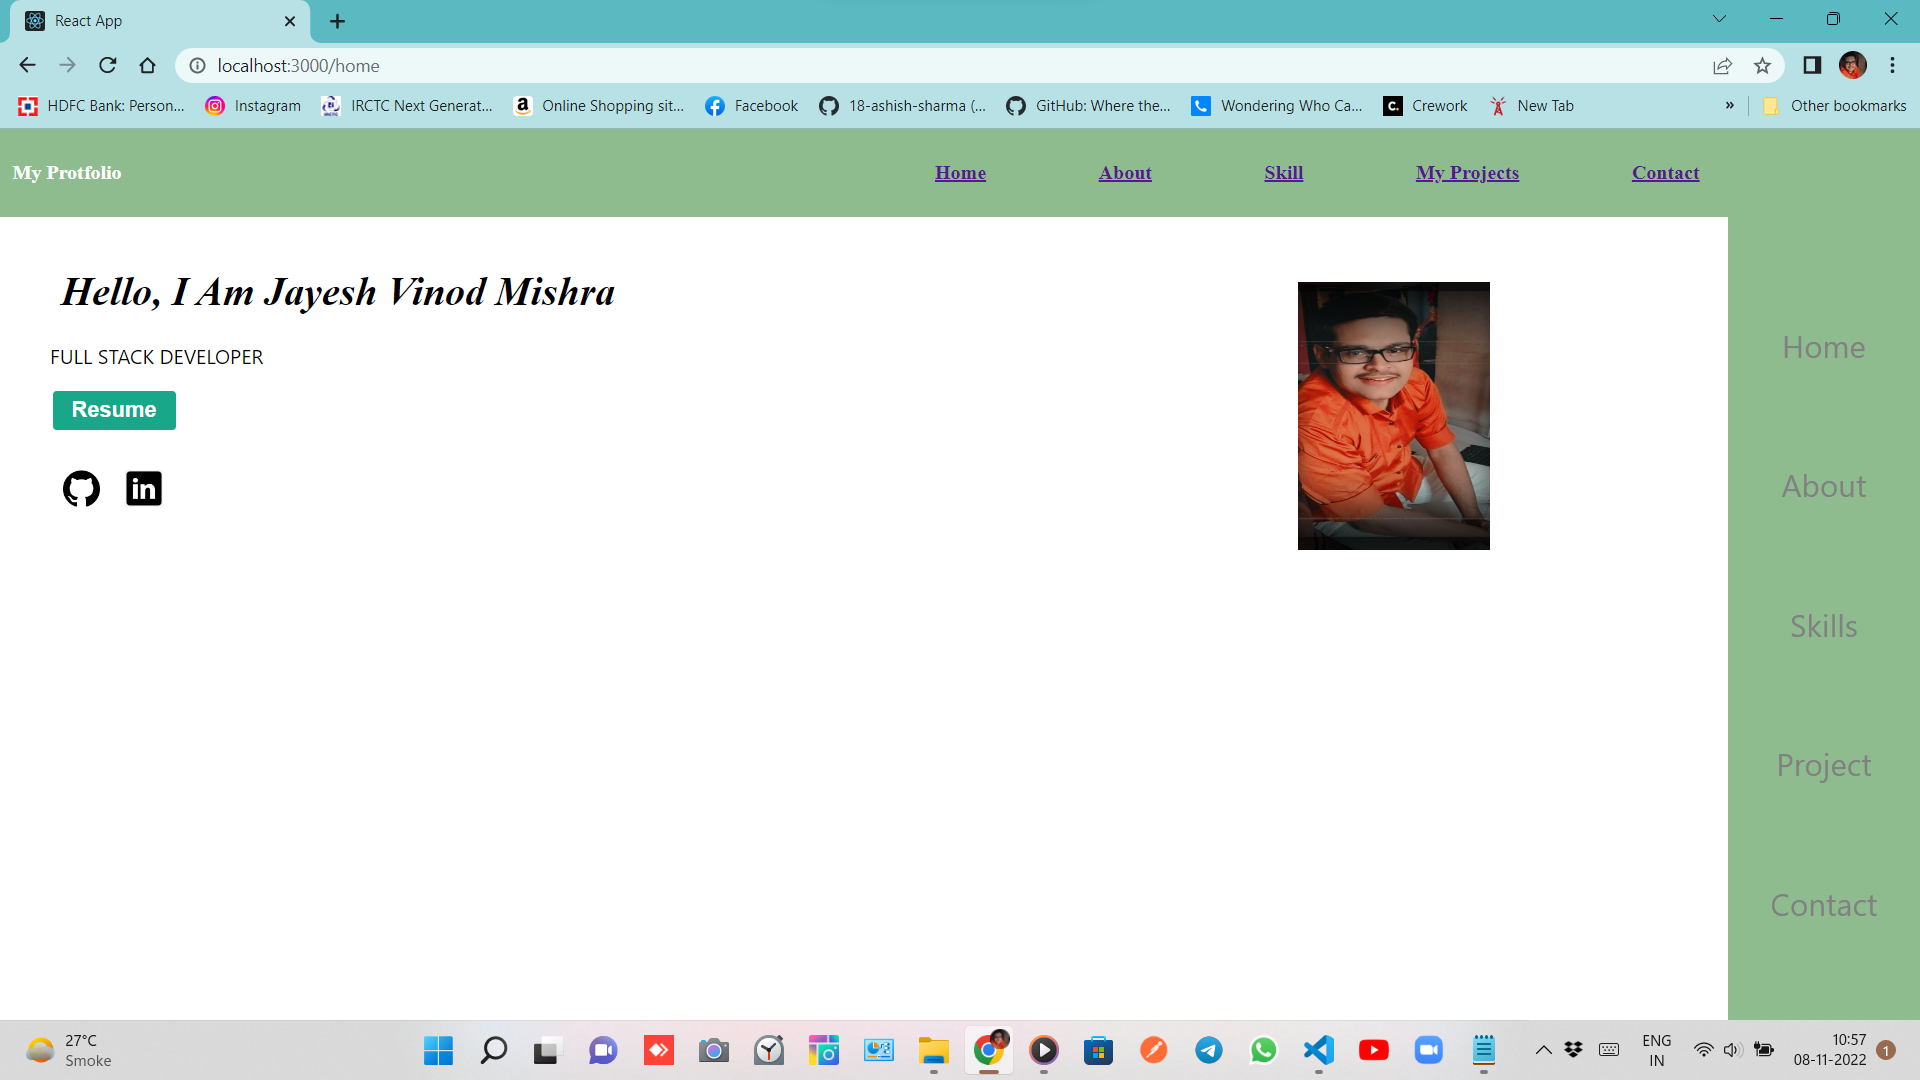 React App
localhost:3000/home
HDFC Bank: Person... Instagram IRCTC Next Generat... Online Shopping sit... Facebook 18-ashish-sharma (... GitHub: Where the... Wondering Who Ca... Crework New Tab » Other bookmarks
My Protfolio Home About Skill My Projects Contact
Hello, I Am Jayesh Vinod Mishra
FULL STACK DEVELOPER
Resume
in
Home
About
Skills
Project
Contact
27°C
Smoke
ENG
IN
10:57
08-11-2022
1